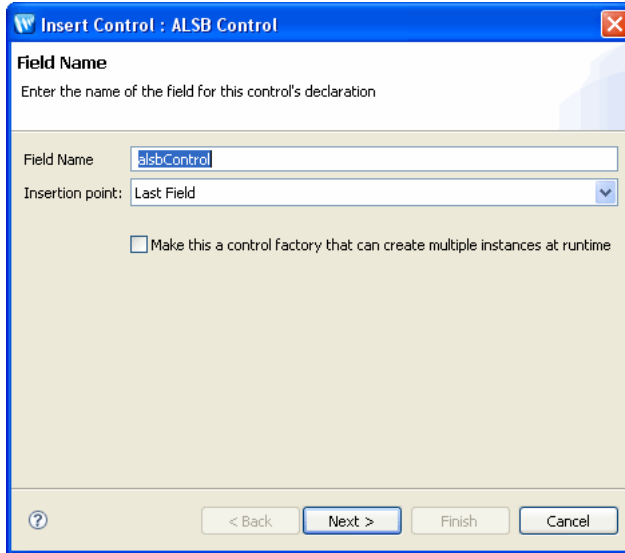 Insert Control : ALSB Control
Field Name
Enter the name of the field for this control's declaration
Field Name alsbControl
Insertion point: Last Field
Make this a control factory that can create multiple instances at runtime
? < Back Next > Finish Cancel